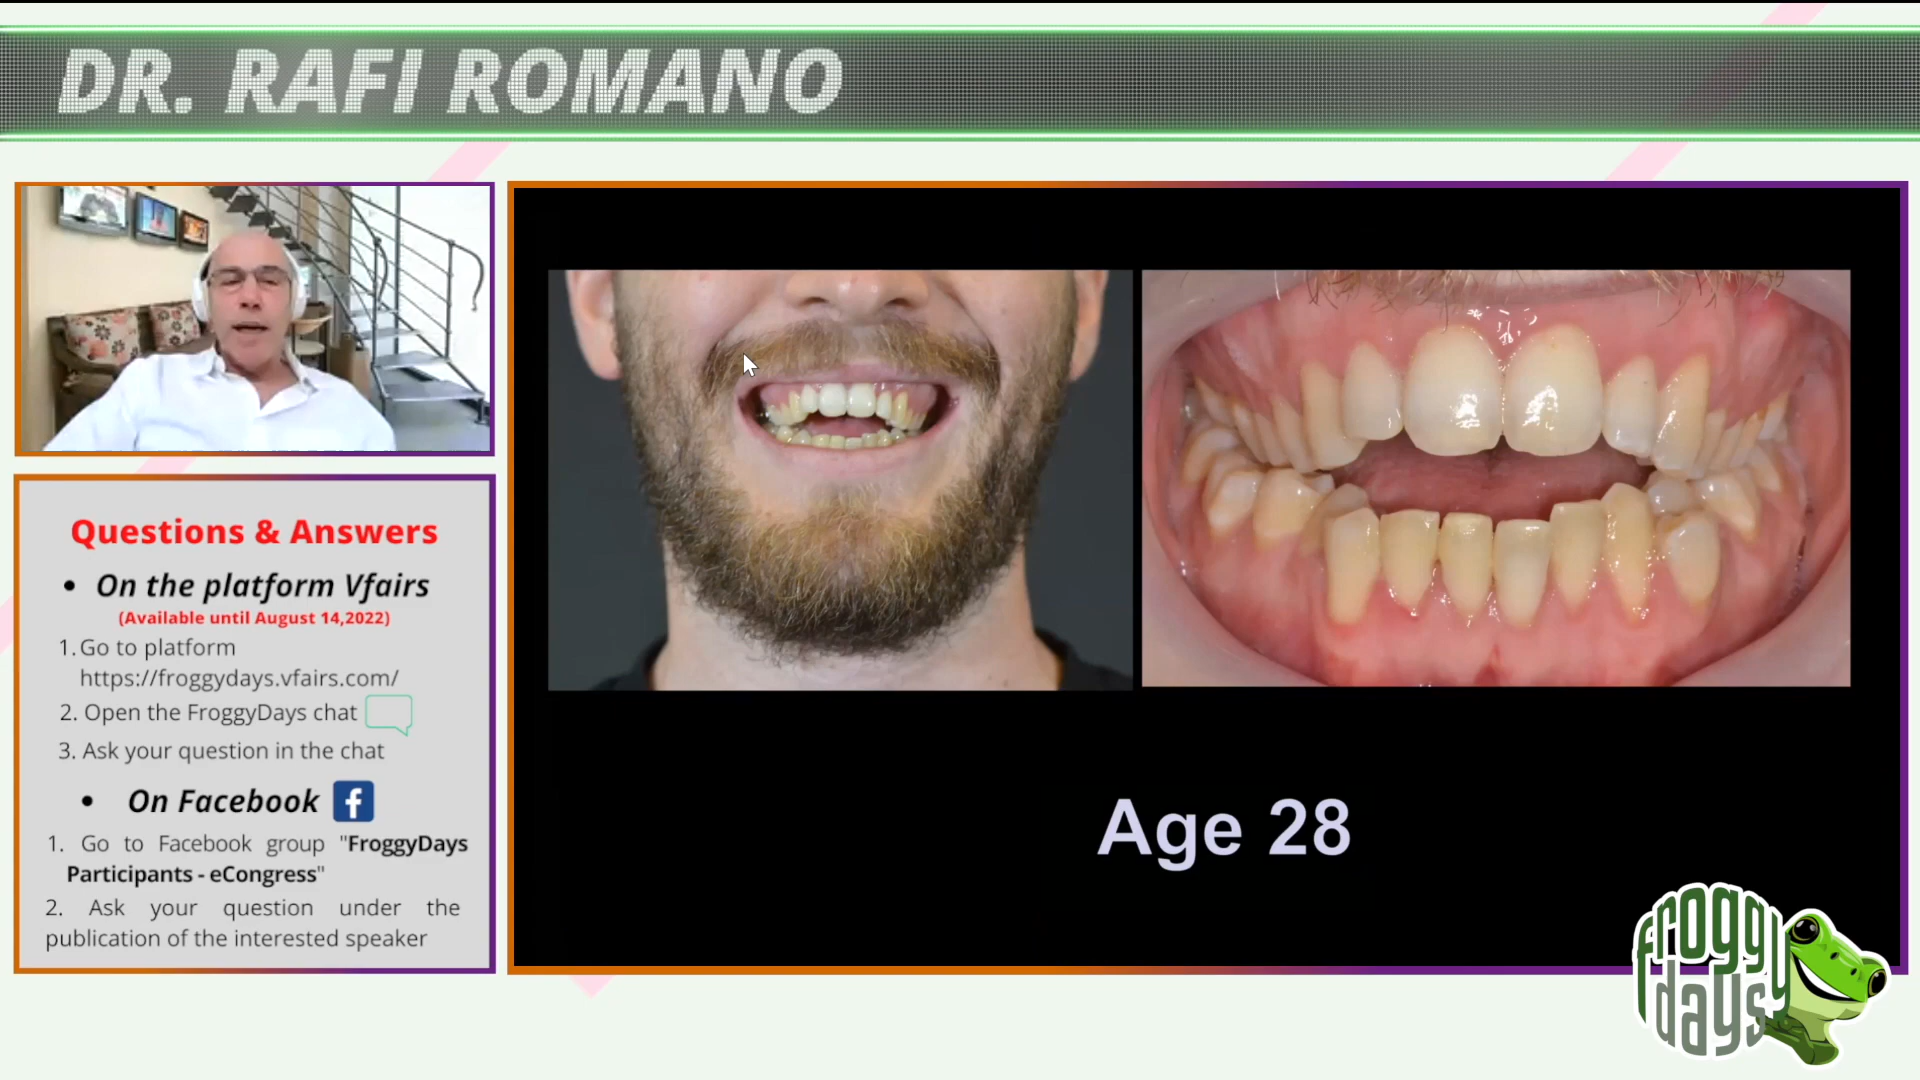 DR. RAFI ROMANO
Questions & Answers
• On the platform Vfairs
(Available until August 14,2022)
1. Go to platform
https://froggydays.vfairs.com/
2. Open the FroggyDays chat
3. Ask your question in the chat
• On Facebook f
1. Go to Facebook group "FroggyDays
Participants - eCongress"
2. Ask your question under the
publication of the interested speaker
Age 28
froggy
days